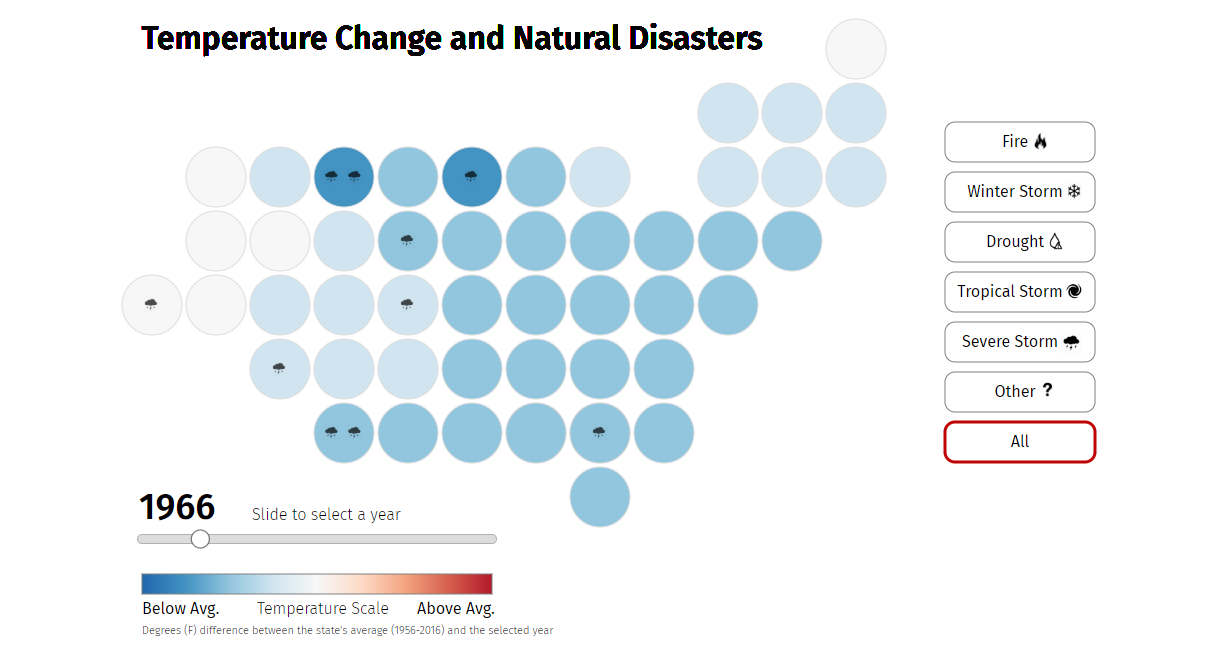 Temperature Change and Natural Disasters
Fire
Winter Storm
Drought
Tropical Storm
Severe Storm
Other ?
All
1966
Slide to select a year
Below Avg. Temperature Scale Above Avg.
Degrees (F) difference between the state's average (1956-2016) and the selected year